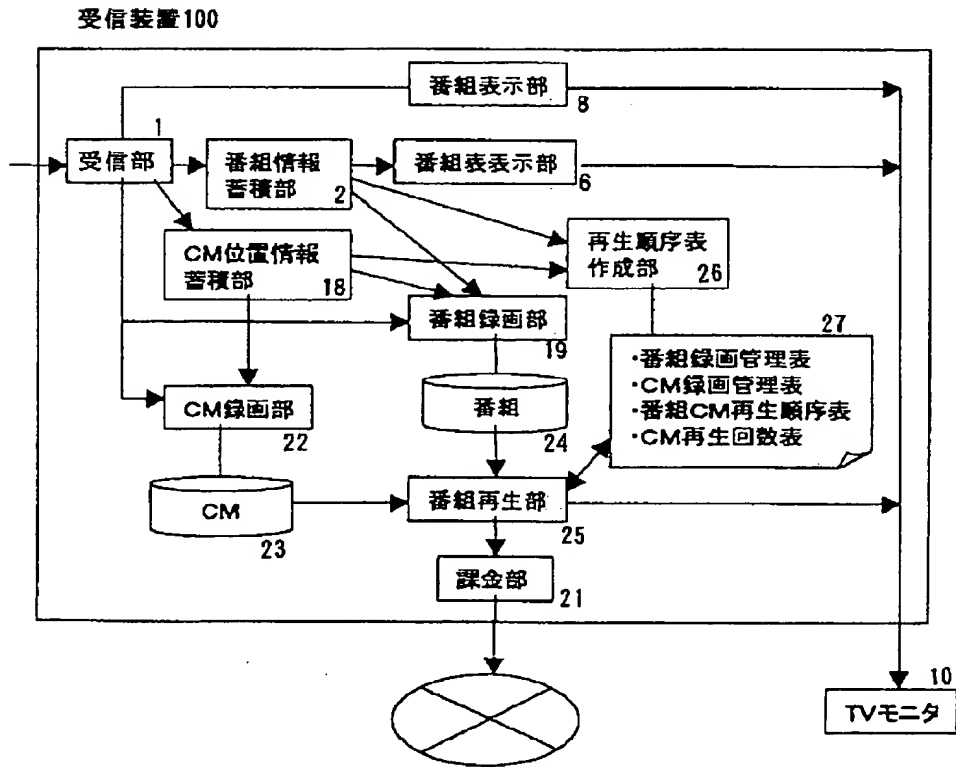 受信装置100
番組表示部
8
1
受信部
番組情報
蓄積部
2
番組表表示部
6
CM位置情報
蓄積部
18
再生順序表
作成部
26
番組録画部
19
27
・番組録画管理表
・CM録画管理表
・番組CM再生順序表
・CM再生回数表
CM録画部
22
番組
24
CM
23
番組再生部
25
課金部
21
10
TVモニタ